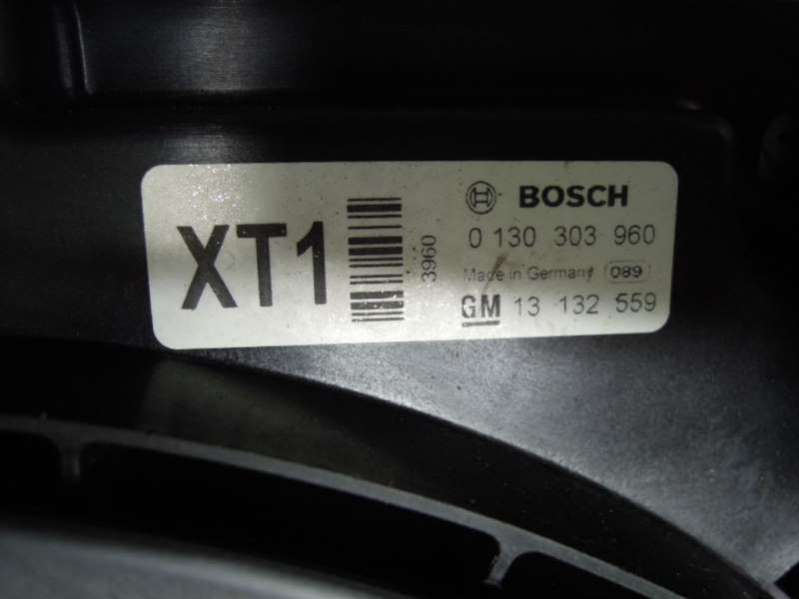 XT1
3960
BOSCH
0 130 303 960
Made in Germany 089
GM 13 132 559